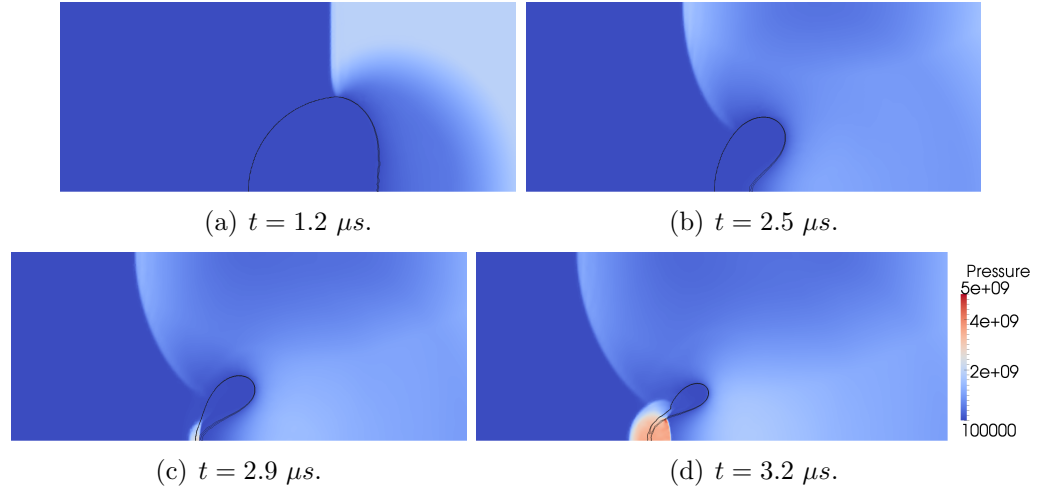 (a) t = 1.2 μs.
(b) t = 2.5 μs.
Pressure
5e+09
4e+09
2e+09
100000
(c) t = 2.9 μs.
(d) t = 3.2 μs.